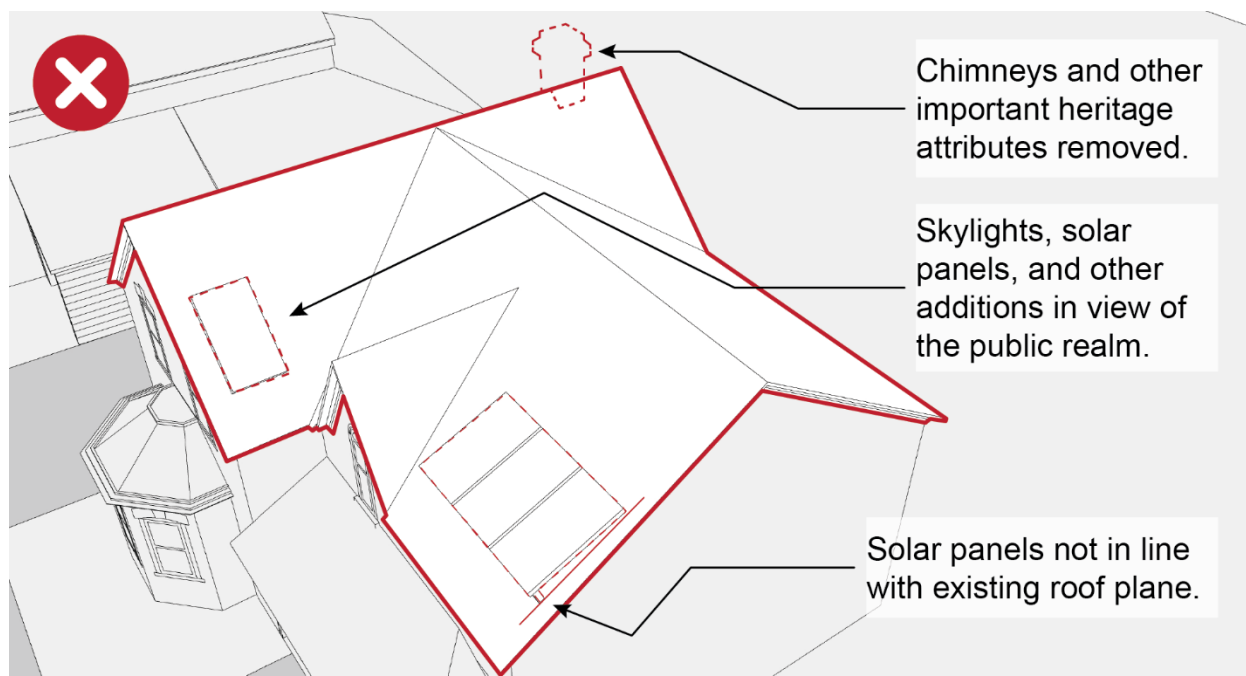 Chimneys and other
important heritage
attributes removed.
Skylights, solar
panels, and other
additions in view of
the public realm.
Solar panels not in line
with existing roof plane.